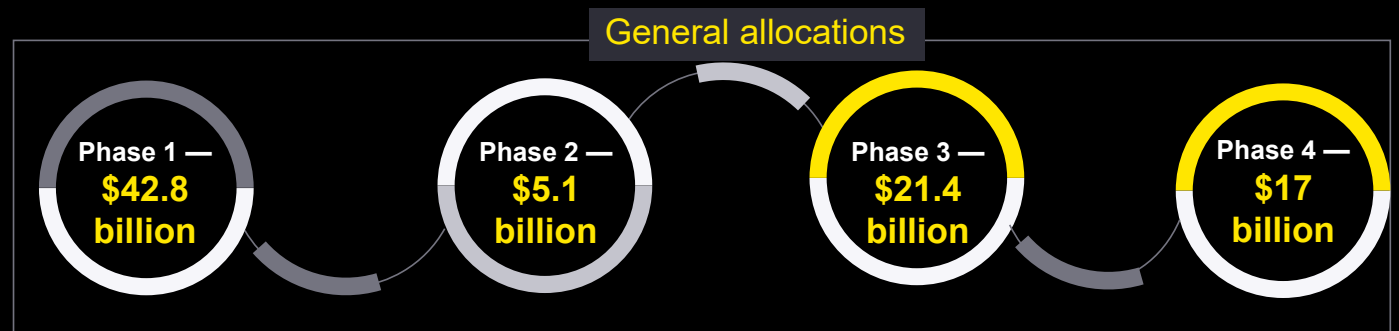 General allocations
Phase 1 —
$42.8
billion
Phase 2 —
$5.1
billion
Phase 3 —
$21.4
billion
Phase 4 —
$17
billion